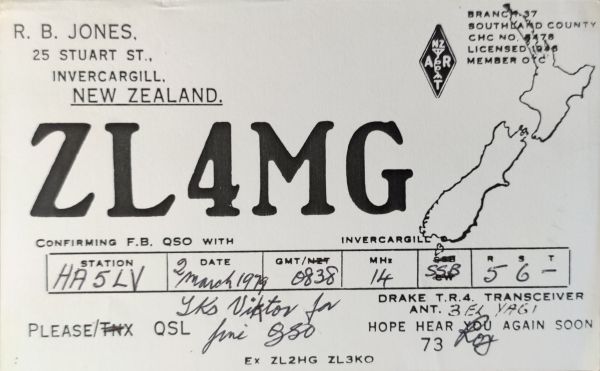 R. B. JONES,
25 STUART ST.,
INVERCARGILL,
NEW ZEALAND.
NZ
ART
BRANCH 37
SOUTHLAND COUNTY
CHC NO. 8478
LICENSED 1946
MEMBER OTC
ZL4MG
CONFIRMING F.B. QSO WITH INVERCARGILL
STATION DATE GMT/NZT MHz SSB CW R S T
HA5LV 2 March 1979 0838 14 SSB 5 6 –
Tks Viktor for
fine QSO
PLEASE/TNX QSL
DRAKE T.R.4. TRANSCEIVER
ANT. 3 EL YAGI
HOPE HEAR YOU AGAIN SOON
73 Roy
Ex ZL2HG ZL3KO